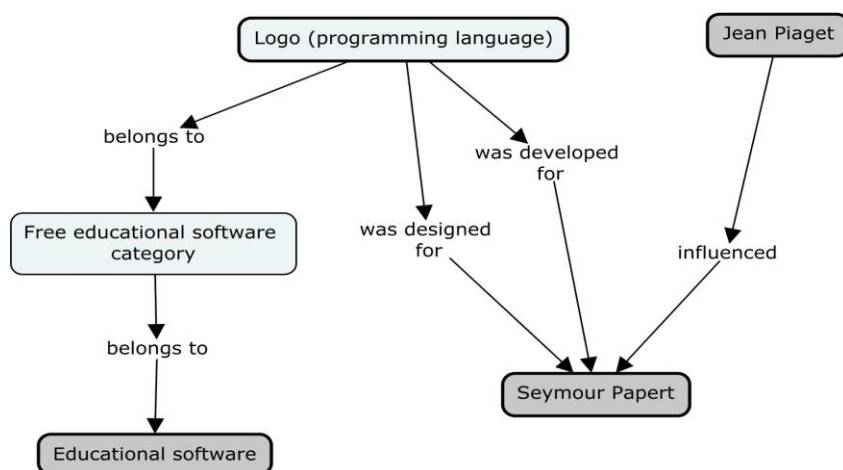 Logo (programming language)
Jean Piaget
belongs to
was developed
for
Free educational software
category
was designed
for
influenced
belongs to
Seymour Papert
Educational software